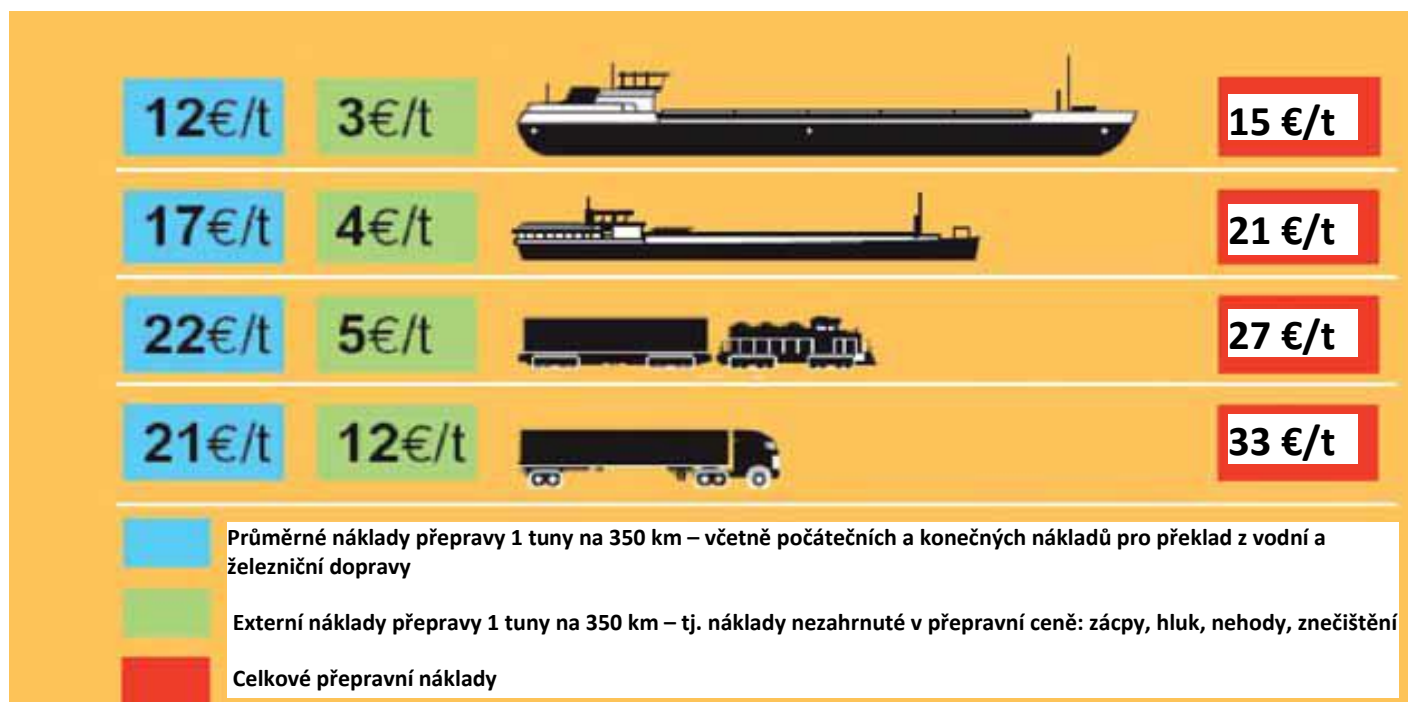 12€/t 3€/t 15 €/t
17€/t 4€/t 21 €/t
22€/t 5€/t 27 €/t
21€/t 12€/t 33 €/t
Průměrné náklady přepravy 1 tuny na 350 km – včetně počátečních a konečných nákladů pro překlad z vodní a
železniční dopravy
Externí náklady přepravy 1 tuny na 350 km – tj. náklady nezahrnuté v přepravní ceně: zácpy, hluk, nehody, znečištění
Celkové přepravní náklady